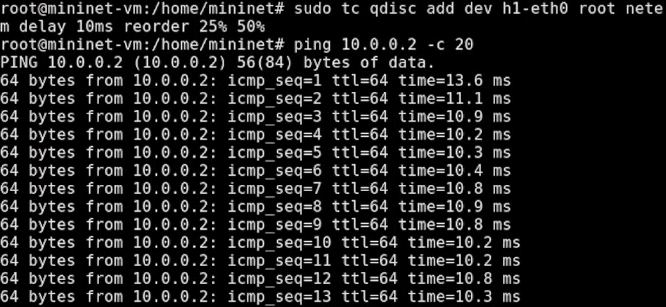 root@mininet-vm:/home/mininet# sudo tc qdisc add dev h1-eth0 root nete
m delay 10ms reorder 25% 50%
root@mininet-vm:/home/mininet# ping 10.0.0.2 -c 20
PING 10.0.0.2 (10.0.0.2) 56(84) bytes of data.
64 bytes from 10.0.0.2: icmp_seq=1 ttl=64 time=13.6 ms
64 bytes from 10.0.0.2: icmp_seq=2 ttl=64 time=11.1 ms
64 bytes from 10.0.0.2: icmp_seq=3 ttl=64 time=10.9 ms
64 bytes from 10.0.0.2: icmp_seq=4 ttl=64 time=10.2 ms
64 bytes from 10.0.0.2: icmp_seq=5 ttl=64 time=10.3 ms
64 bytes from 10.0.0.2: icmp_seq=6 ttl=64 time=10.4 ms
64 bytes from 10.0.0.2: icmp_seq=7 ttl=64 time=10.8 ms
64 bytes from 10.0.0.2: icmp_seq=8 ttl=64 time=10.9 ms
64 bytes from 10.0.0.2: icmp_seq=9 ttl=64 time=10.8 ms
64 bytes from 10.0.0.2: icmp_seq=10 ttl=64 time=10.2 ms
64 bytes from 10.0.0.2: icmp_seq=11 ttl=64 time=10.2 ms
64 bytes from 10.0.0.2: icmp_seq=12 ttl=64 time=10.8 ms
64 bytes from 10.0.0.2: icmp_seq=13 ttl=64 time=10.3 ms